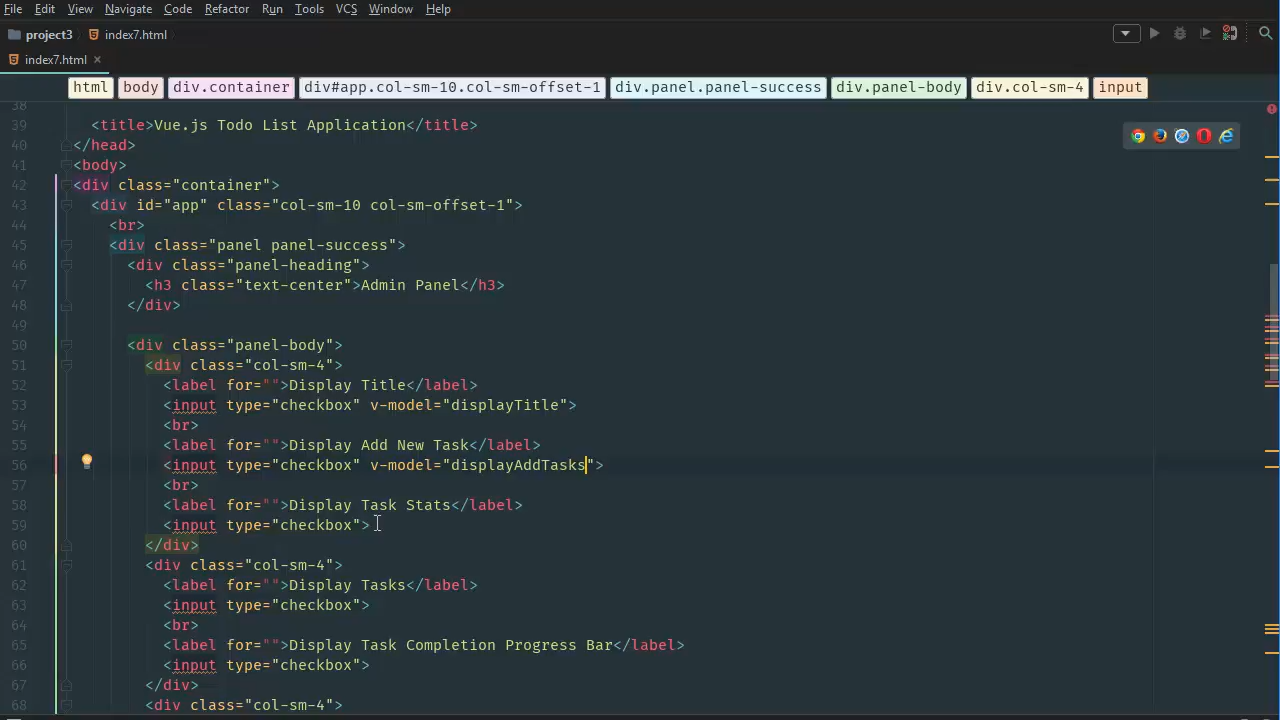 File Edit View Navigate Code Refactor Run Tools VCS Window Help
project3 index7.html
index7.html ×
html body div.container div#app.col-sm-10.col-sm-offset-1 div.panel.panel-success div.panel-body div.col-sm-4 input
38
39 <title>Vue.js Todo List Application</title>
40 </head>
41 <body>
42 <div class="container">
43 <div id="app" class="col-sm-10 col-sm-offset-1">
44 <br>
45 <div class="panel panel-success">
46 <div class="panel-heading">
47 <h3 class="text-center">Admin Panel</h3>
48 </div>
49
50 <div class="panel-body">
51 <div class="col-sm-4">
52 <label for="">Display Title</label>
53 <input type="checkbox" v-model="displayTitle">
54 <br>
55 <label for="">Display Add New Task</label>
56 <input type="checkbox" v-model="displayAddTasks">
57 <br>
58 <label for="">Display Task Stats</label>
59 <input type="checkbox">
60 </div>
61 <div class="col-sm-4">
62 <label for="">Display Tasks</label>
63 <input type="checkbox">
64 <br>
65 <label for="">Display Task Completion Progress Bar</label>
66 <input type="checkbox">
67 </div>
68 <div class="col-sm-4">